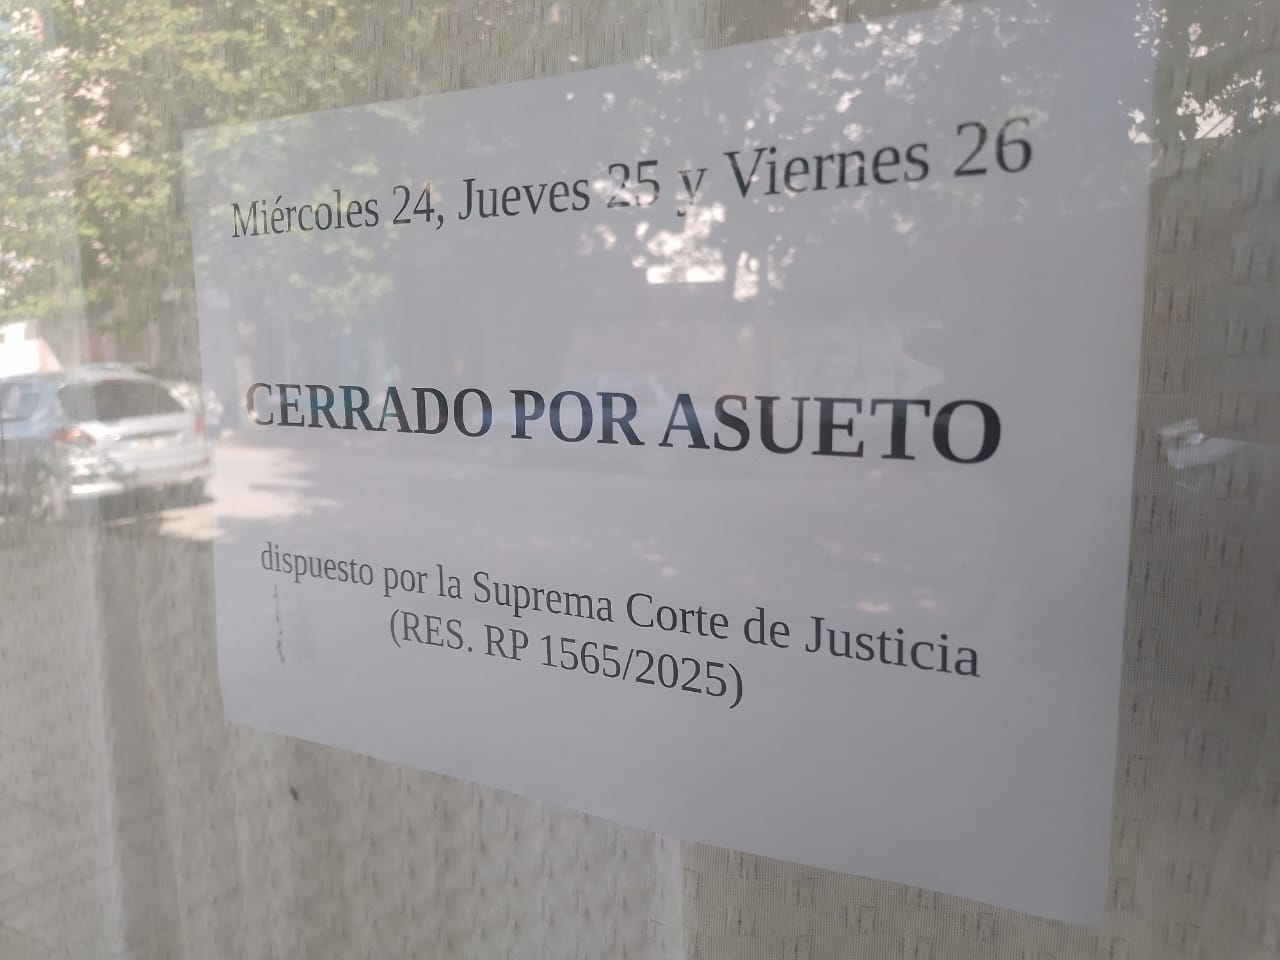 Miércoles 24, Jueves 25 y Viernes 26
CERRADO POR ASUETO
dispuesto por la Suprema Corte de Justicia
(RES. RP 1565/2025)